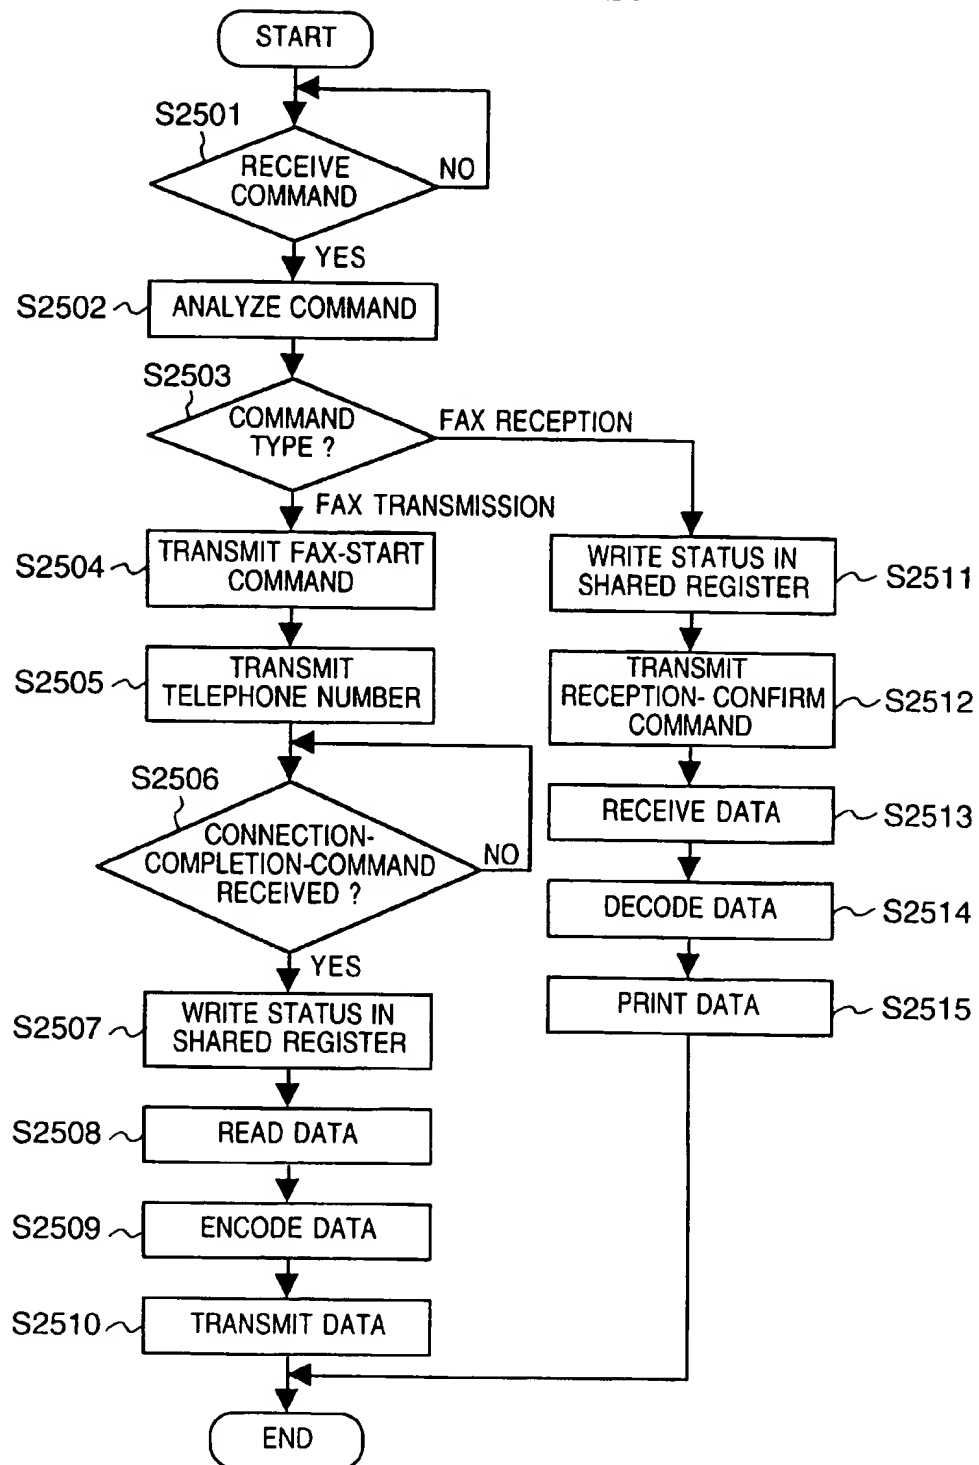 START
S2501
RECEIVE
COMMAND
NO
YES
S2502
ANALYZE COMMAND
S2503
COMMAND
TYPE ?
FAX RECEPTION
FAX TRANSMISSION
S2504
TRANSMIT FAX-START
COMMAND
WRITE STATUS IN
SHARED REGISTER
S2511
S2505
TRANSMIT
TELEPHONE NUMBER
TRANSMIT
RECEPTION- CONFIRM
COMMAND
S2512
S2506
CONNECTION-
COMPLETION-COMMAND
RECEIVED ?
NO
RECEIVE DATA
S2513
DECODE DATA
S2514
YES
S2507
WRITE STATUS IN
SHARED REGISTER
PRINT DATA
S2515
S2508
READ DATA
S2509
ENCODE DATA
S2510
TRANSMIT DATA
END